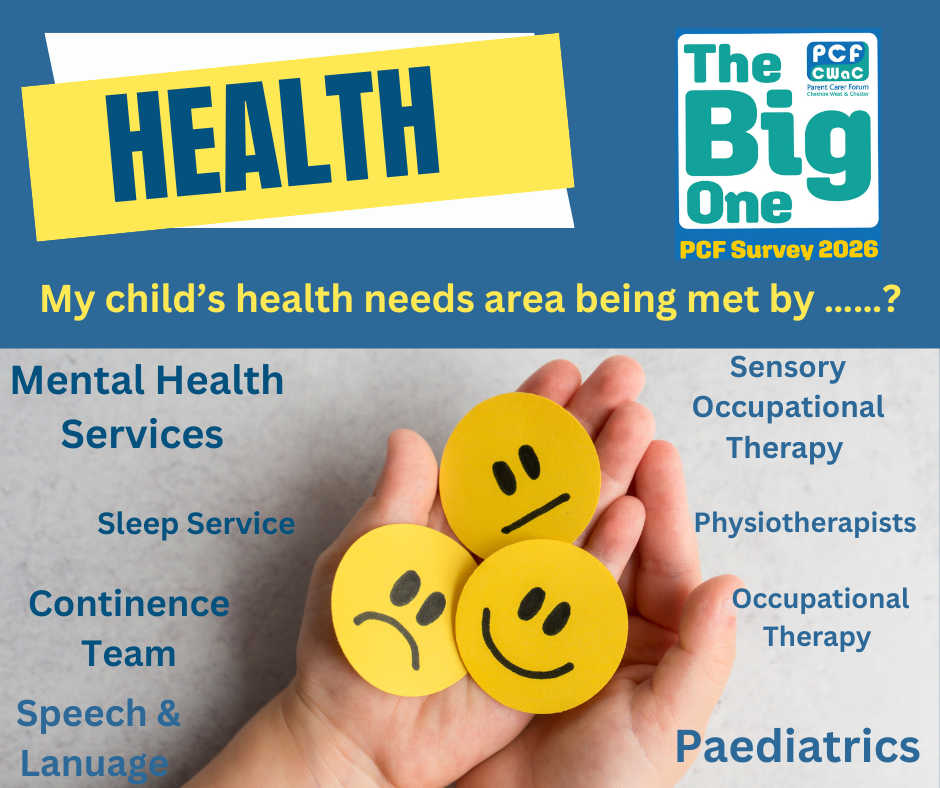 HEALTH
The
Big
One
PCF
CWaC
Parent Carer Forum
Cheshire West & Chester
PCF Survey 2026
My child’s health needs area being met by ......?
Mental Health
Services
Sleep Service
Continence
Team
Speech &
Lanuage
Sensory
Occupational
Therapy
Physiotherapists
Occupational
Therapy
Paediatrics